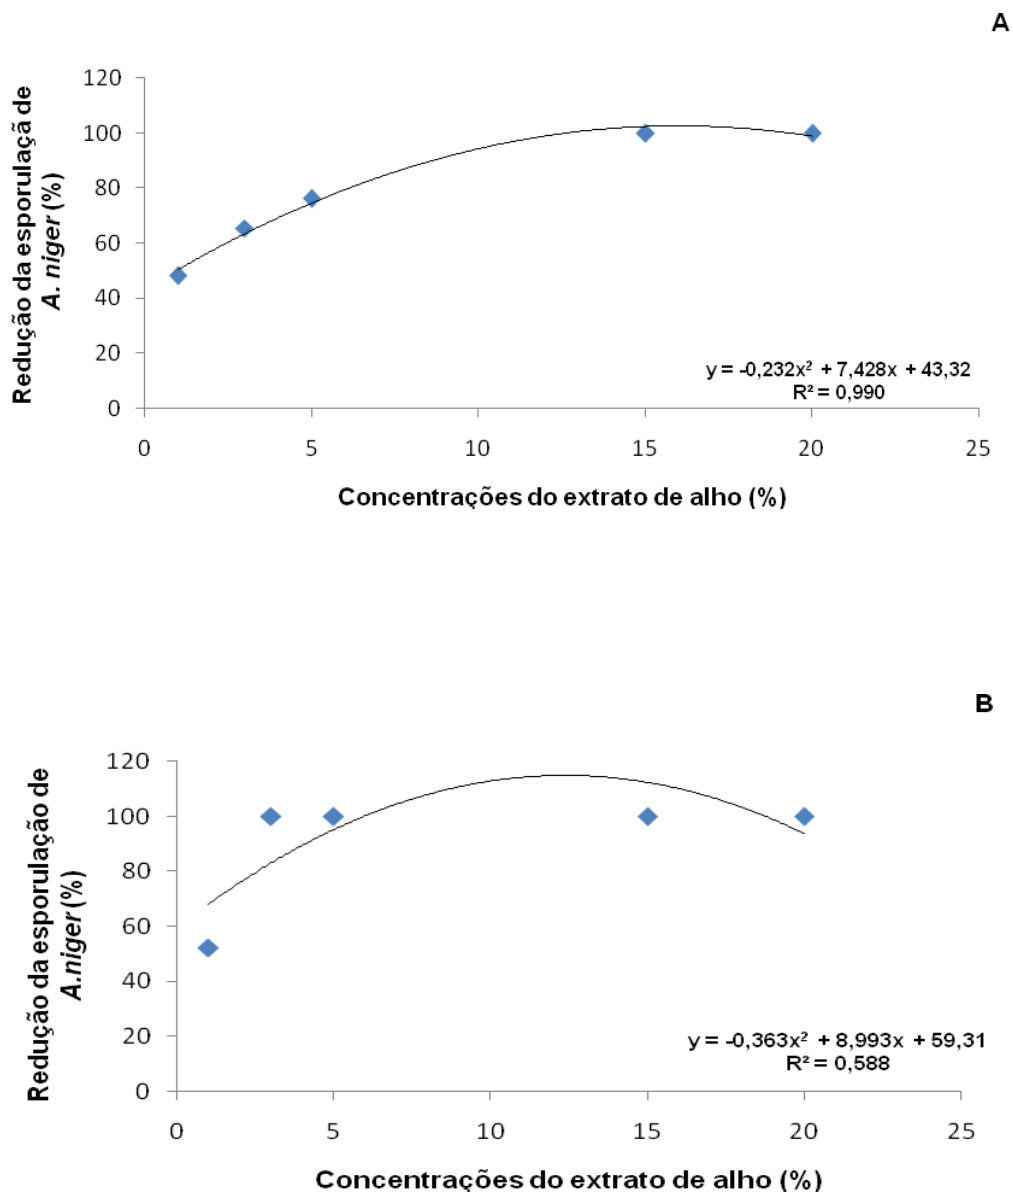 A
Redução da esporulaçã de
A. niger (%)
120
100
80
60
40
20
0
0 5 10 15 20 25
y = -0,232x² + 7,428x + 43,32
R² = 0,990
Concentrações do extrato de alho (%)
B
Redução da esporulação de
A.niger (%)
120
100
80
60
40
20
0
0 5 10 15 20 25
y = -0,363x² + 8,993x + 59,31
R² = 0,588
Concentrações do extrato de alho (%)